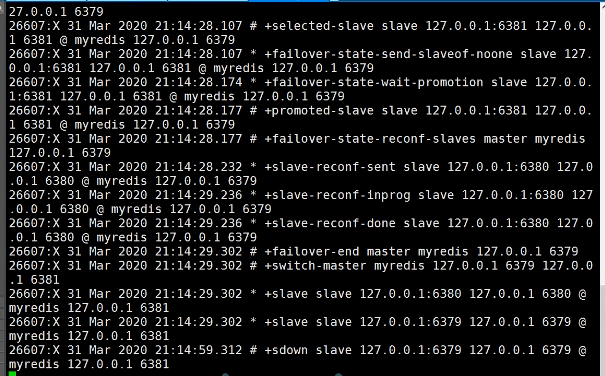 27.0.0.1 6379
26607:X 31 Mar 2020 21:14:28.107 # +selected-slave slave 127.0.0.1:6381 127.0.0.
1 6381 @ myredis 127.0.0.1 6379
26607:X 31 Mar 2020 21:14:28.107 * +failover-state-send-slaveof-noone slave 127.
0.0.1:6381 127.0.0.1 6381 @ myredis 127.0.0.1 6379
26607:X 31 Mar 2020 21:14:28.174 * +failover-state-wait-promotion slave 127.0.0.
1:6381 127.0.0.1 6381 @ myredis 127.0.0.1 6379
26607:X 31 Mar 2020 21:14:28.177 # +promoted-slave slave 127.0.0.1:6381 127.0.0.
1 6381 @ myredis 127.0.0.1 6379
26607:X 31 Mar 2020 21:14:28.177 # +failover-state-reconf-slaves master myredis
127.0.0.1 6379
26607:X 31 Mar 2020 21:14:28.232 * +slave-reconf-sent slave 127.0.0.1:6380 127.0
.0.1 6380 @ myredis 127.0.0.1 6379
26607:X 31 Mar 2020 21:14:29.236 * +slave-reconf-inprog slave 127.0.0.1:6380 127
.0.0.1 6380 @ myredis 127.0.0.1 6379
26607:X 31 Mar 2020 21:14:29.236 * +slave-reconf-done slave 127.0.0.1:6380 127.0
.0.1 6380 @ myredis 127.0.0.1 6379
26607:X 31 Mar 2020 21:14:29.302 # +failover-end master myredis 127.0.0.1 6379
26607:X 31 Mar 2020 21:14:29.302 # +switch-master myredis 127.0.0.1 6379 127.0.0
.1 6381
26607:X 31 Mar 2020 21:14:29.302 * +slave slave 127.0.0.1:6380 127.0.0.1 6380 @
myredis 127.0.0.1 6381
26607:X 31 Mar 2020 21:14:29.302 * +slave slave 127.0.0.1:6379 127.0.0.1 6379 @
myredis 127.0.0.1 6381
26607:X 31 Mar 2020 21:14:59.312 # +sdown slave 127.0.0.1:6379 127.0.0.1 6379 @
myredis 127.0.0.1 6381